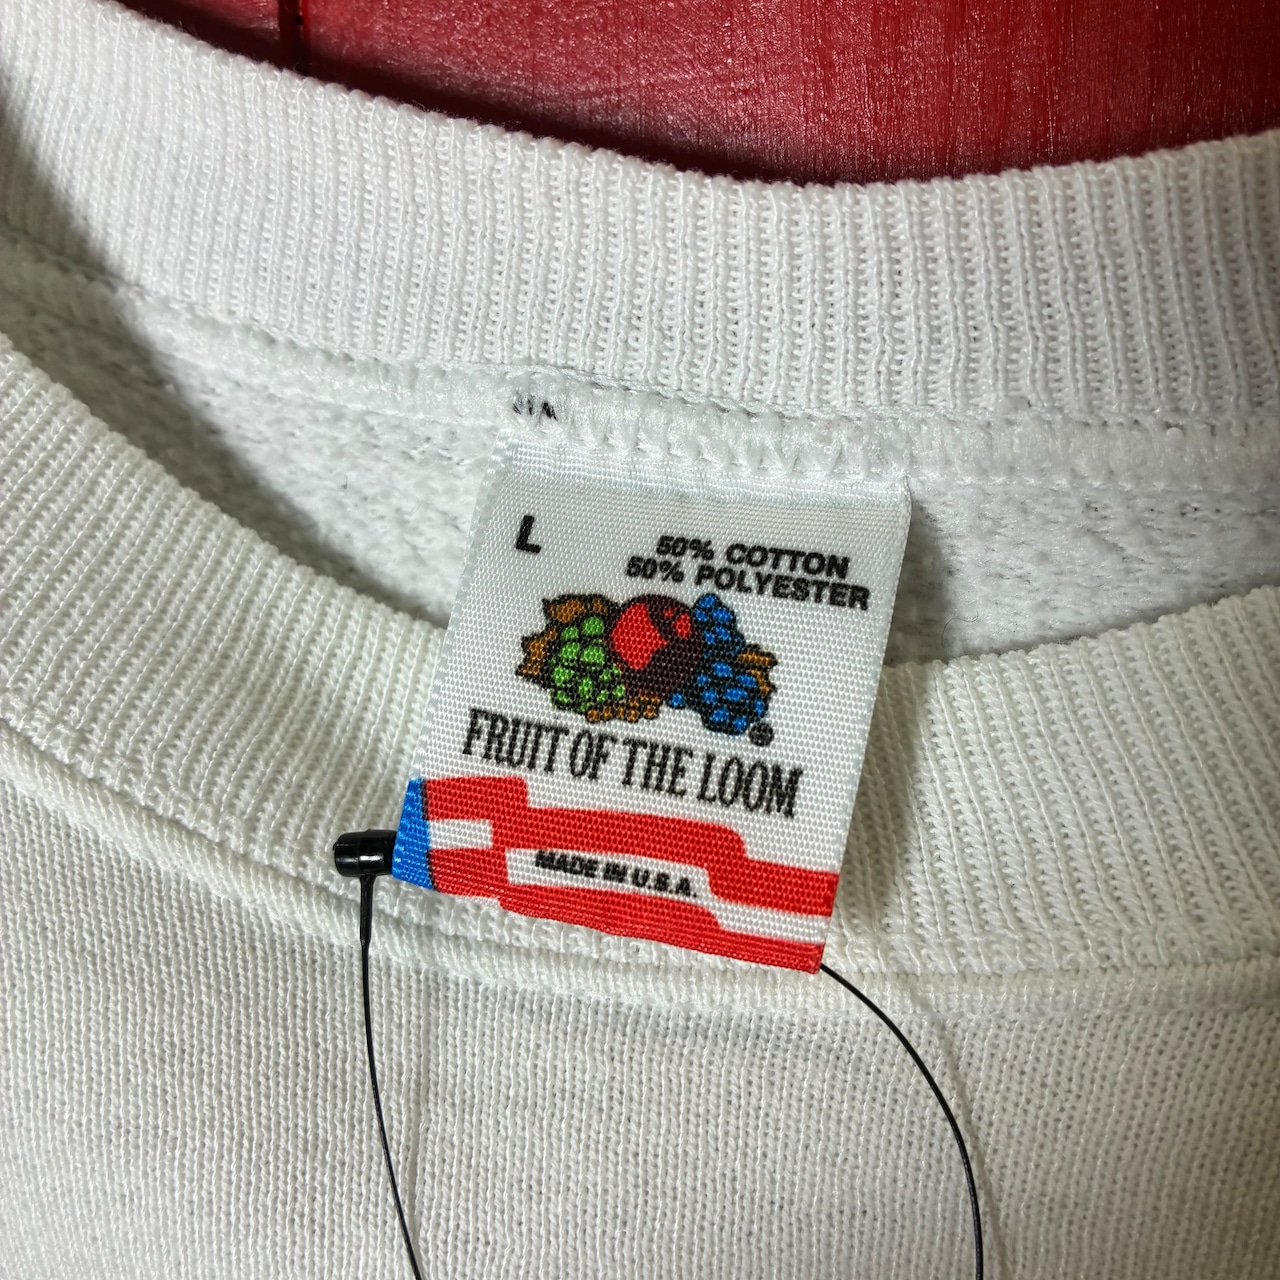 L
50% COTTON
50% POLYESTER
®
FRUIT OF THE LOOM
MADE IN U.S.A.